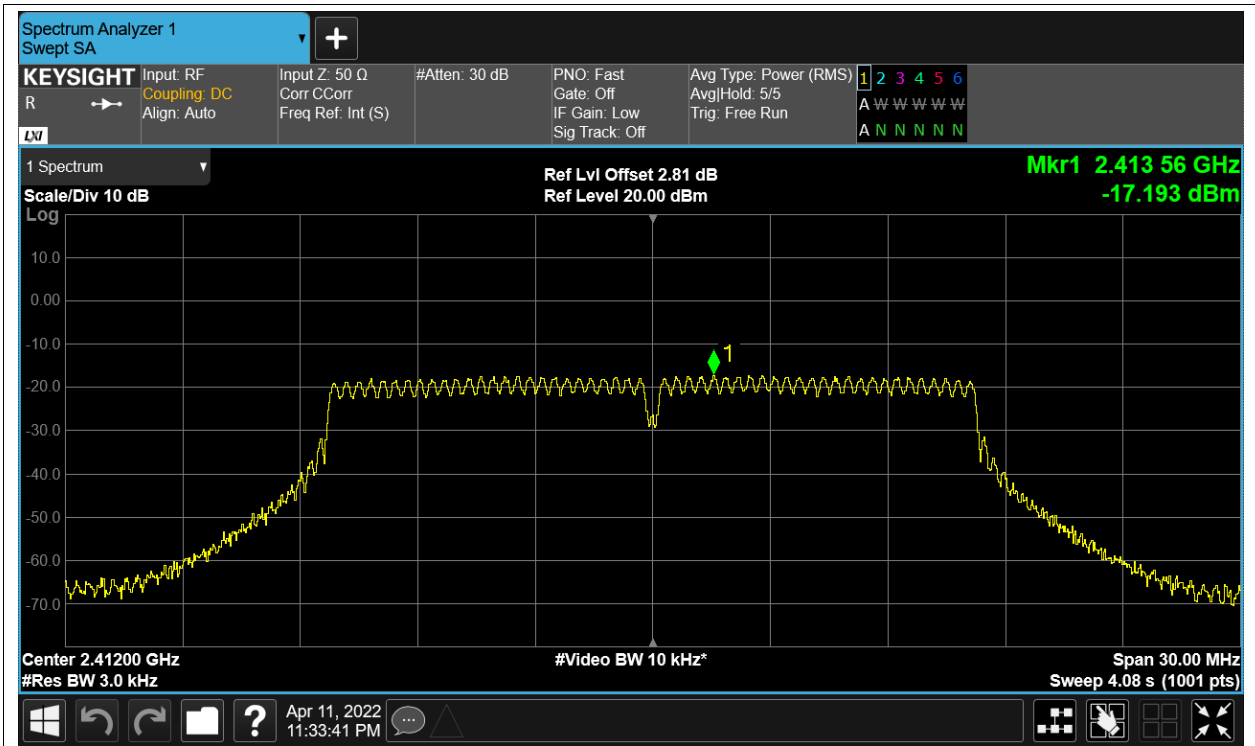 Spectrum Analyzer 1
Swept SA
KEYSIGHT
R
LXI
Input: RF
Coupling: DC
Align: Auto
Input Z: 50 Ω
Corr CCorr
Freq Ref: Int (S)
#Atten: 30 dB
PNO: Fast
Gate: Off
IF Gain: Low
Sig Track: Off
Avg Type: Power (RMS)
Avg|Hold: 5/5
Trig: Free Run
1 2 3 4 5 6
A W W W W W
A N N N N N
1 Spectrum
Scale/Div 10 dB
Log
Ref Lvl Offset 2.81 dB
Ref Level 20.00 dBm
Mkr1 2.413 56 GHz
-17.193 dBm
10.0
0.00
-10.0
-20.0
-30.0
-40.0
-50.0
-60.0
-70.0
1
Center 2.41200 GHz
#Res BW 3.0 kHz
#Video BW 10 kHz*
Span 30.00 MHz
Sweep 4.08 s (1001 pts)
?
Apr 11, 2022
11:33:41 PM